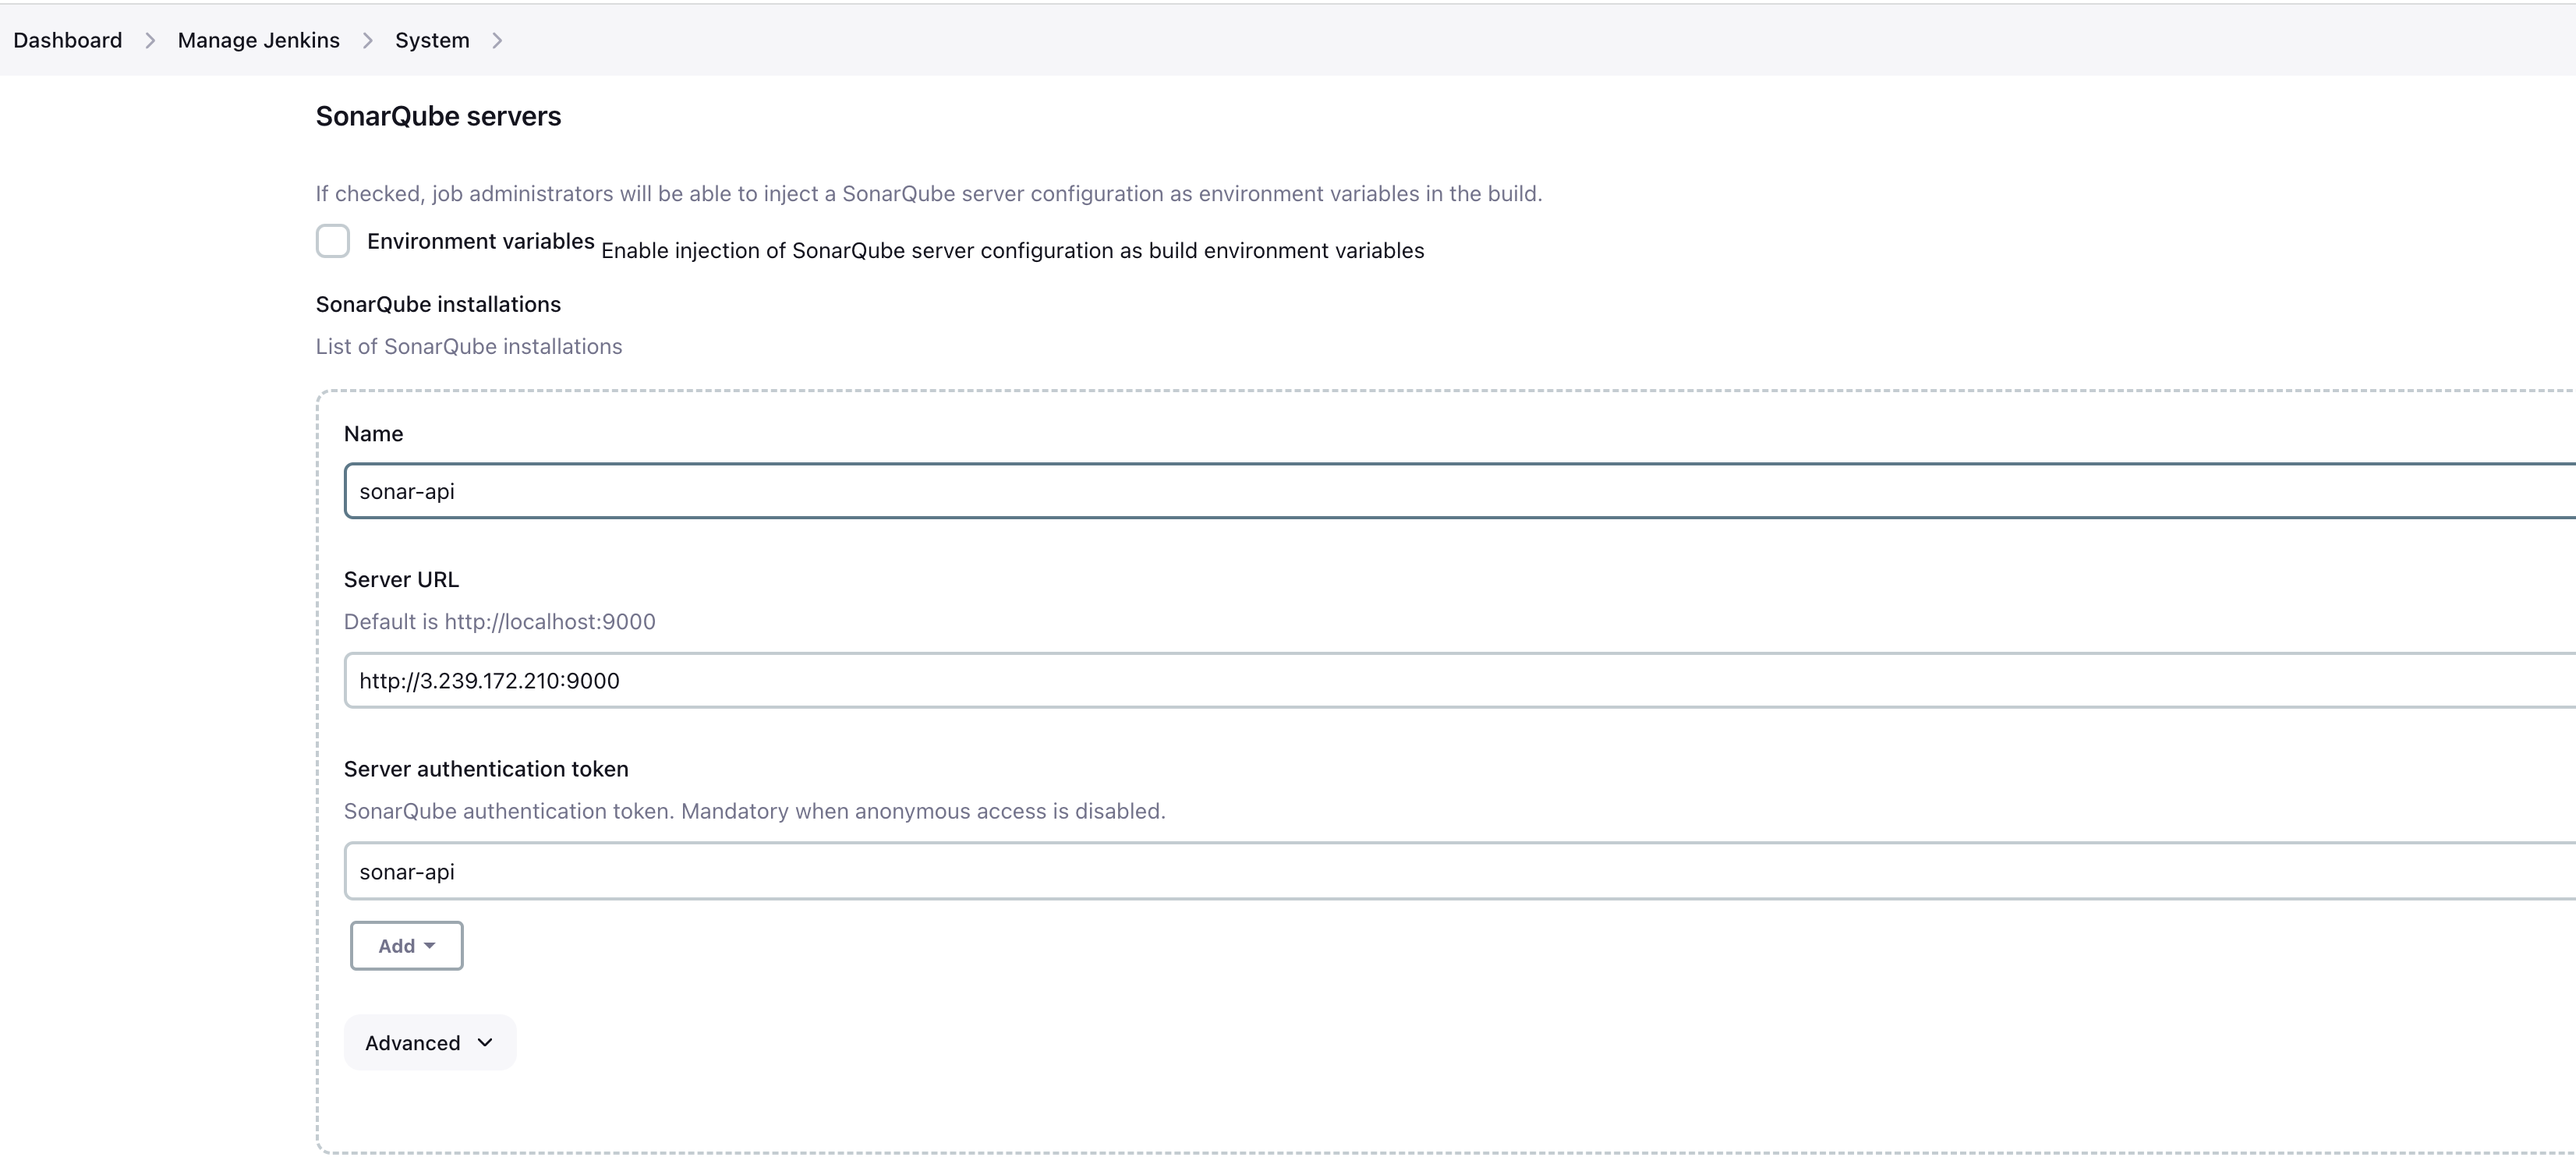 Dashboard > Manage Jenkins > System >
SonarQube servers
If checked, job administrators will be able to inject a SonarQube server configuration as environment variables in the build.
Environment variables Enable injection of SonarQube server configuration as build environment variables
SonarQube installations
List of SonarQube installations
Name
sonar-api
Server URL
Default is http://localhost:9000
http://3.239.172.210:9000
Server authentication token
SonarQube authentication token. Mandatory when anonymous access is disabled.
sonar-api
Add
Advanced